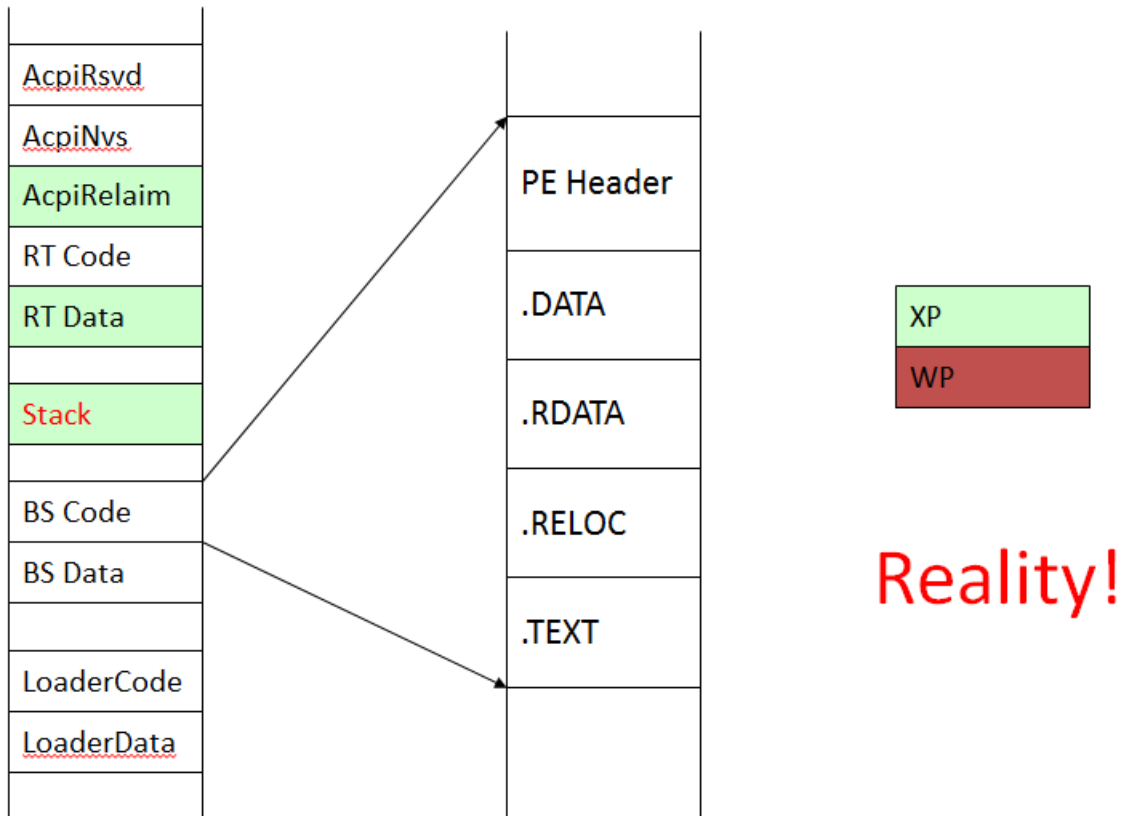 AcpiRsvd
AcpiNvs
AcpiRelaim
RT Code
RT Data
Stack
BS Code
BS Data
LoaderCode
LoaderData
PE Header
.DATA
.RDATA
.RELOC
.TEXT
XP
WP
Reality!